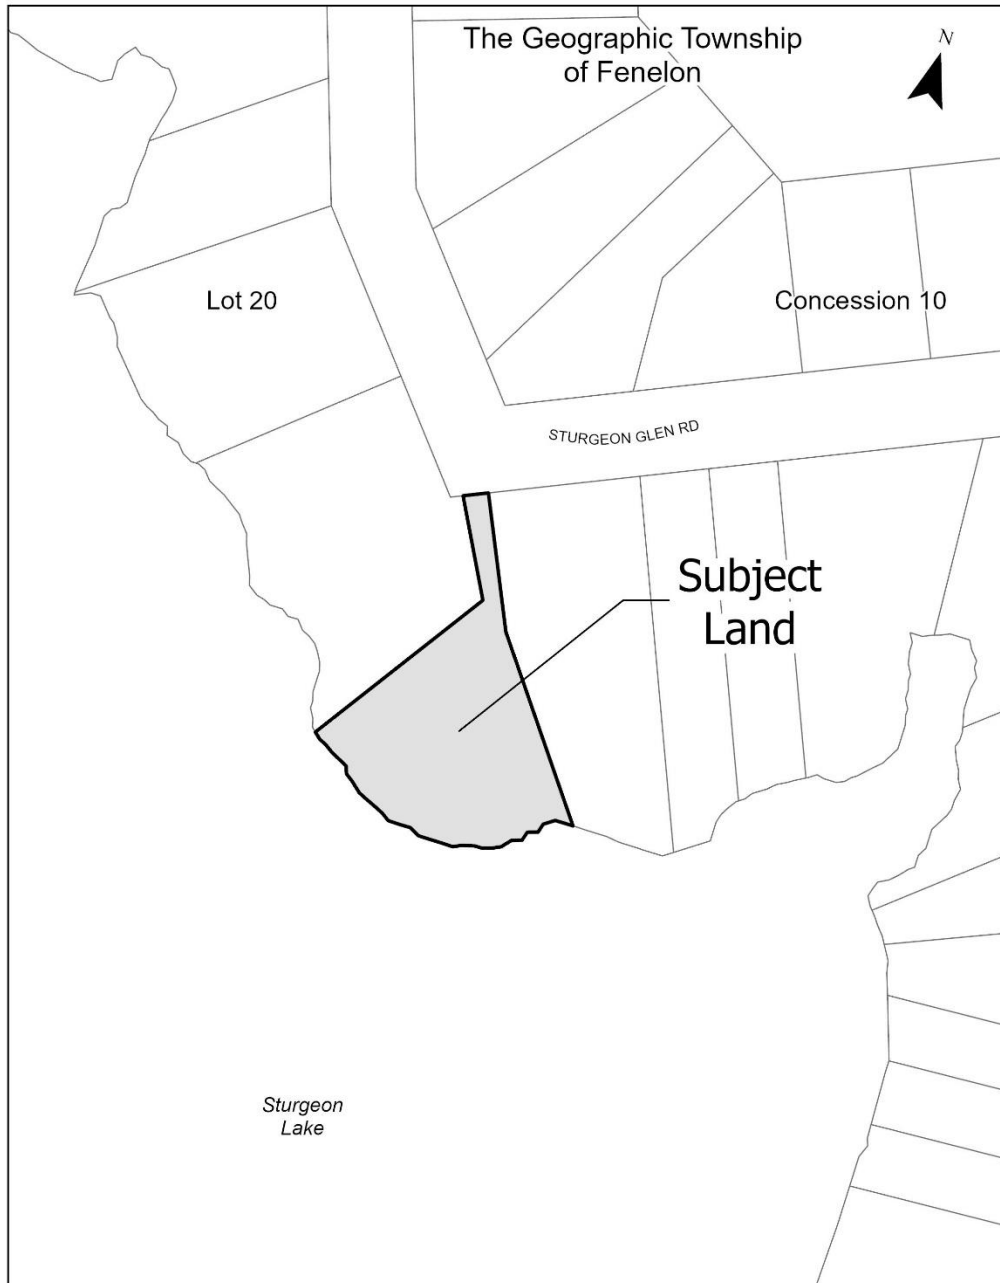 The Geographic Township
of Fenelon
N
Lot 20
Concession 10
STURGEON GLEN RD
Subject
Land
Sturgeon
Lake